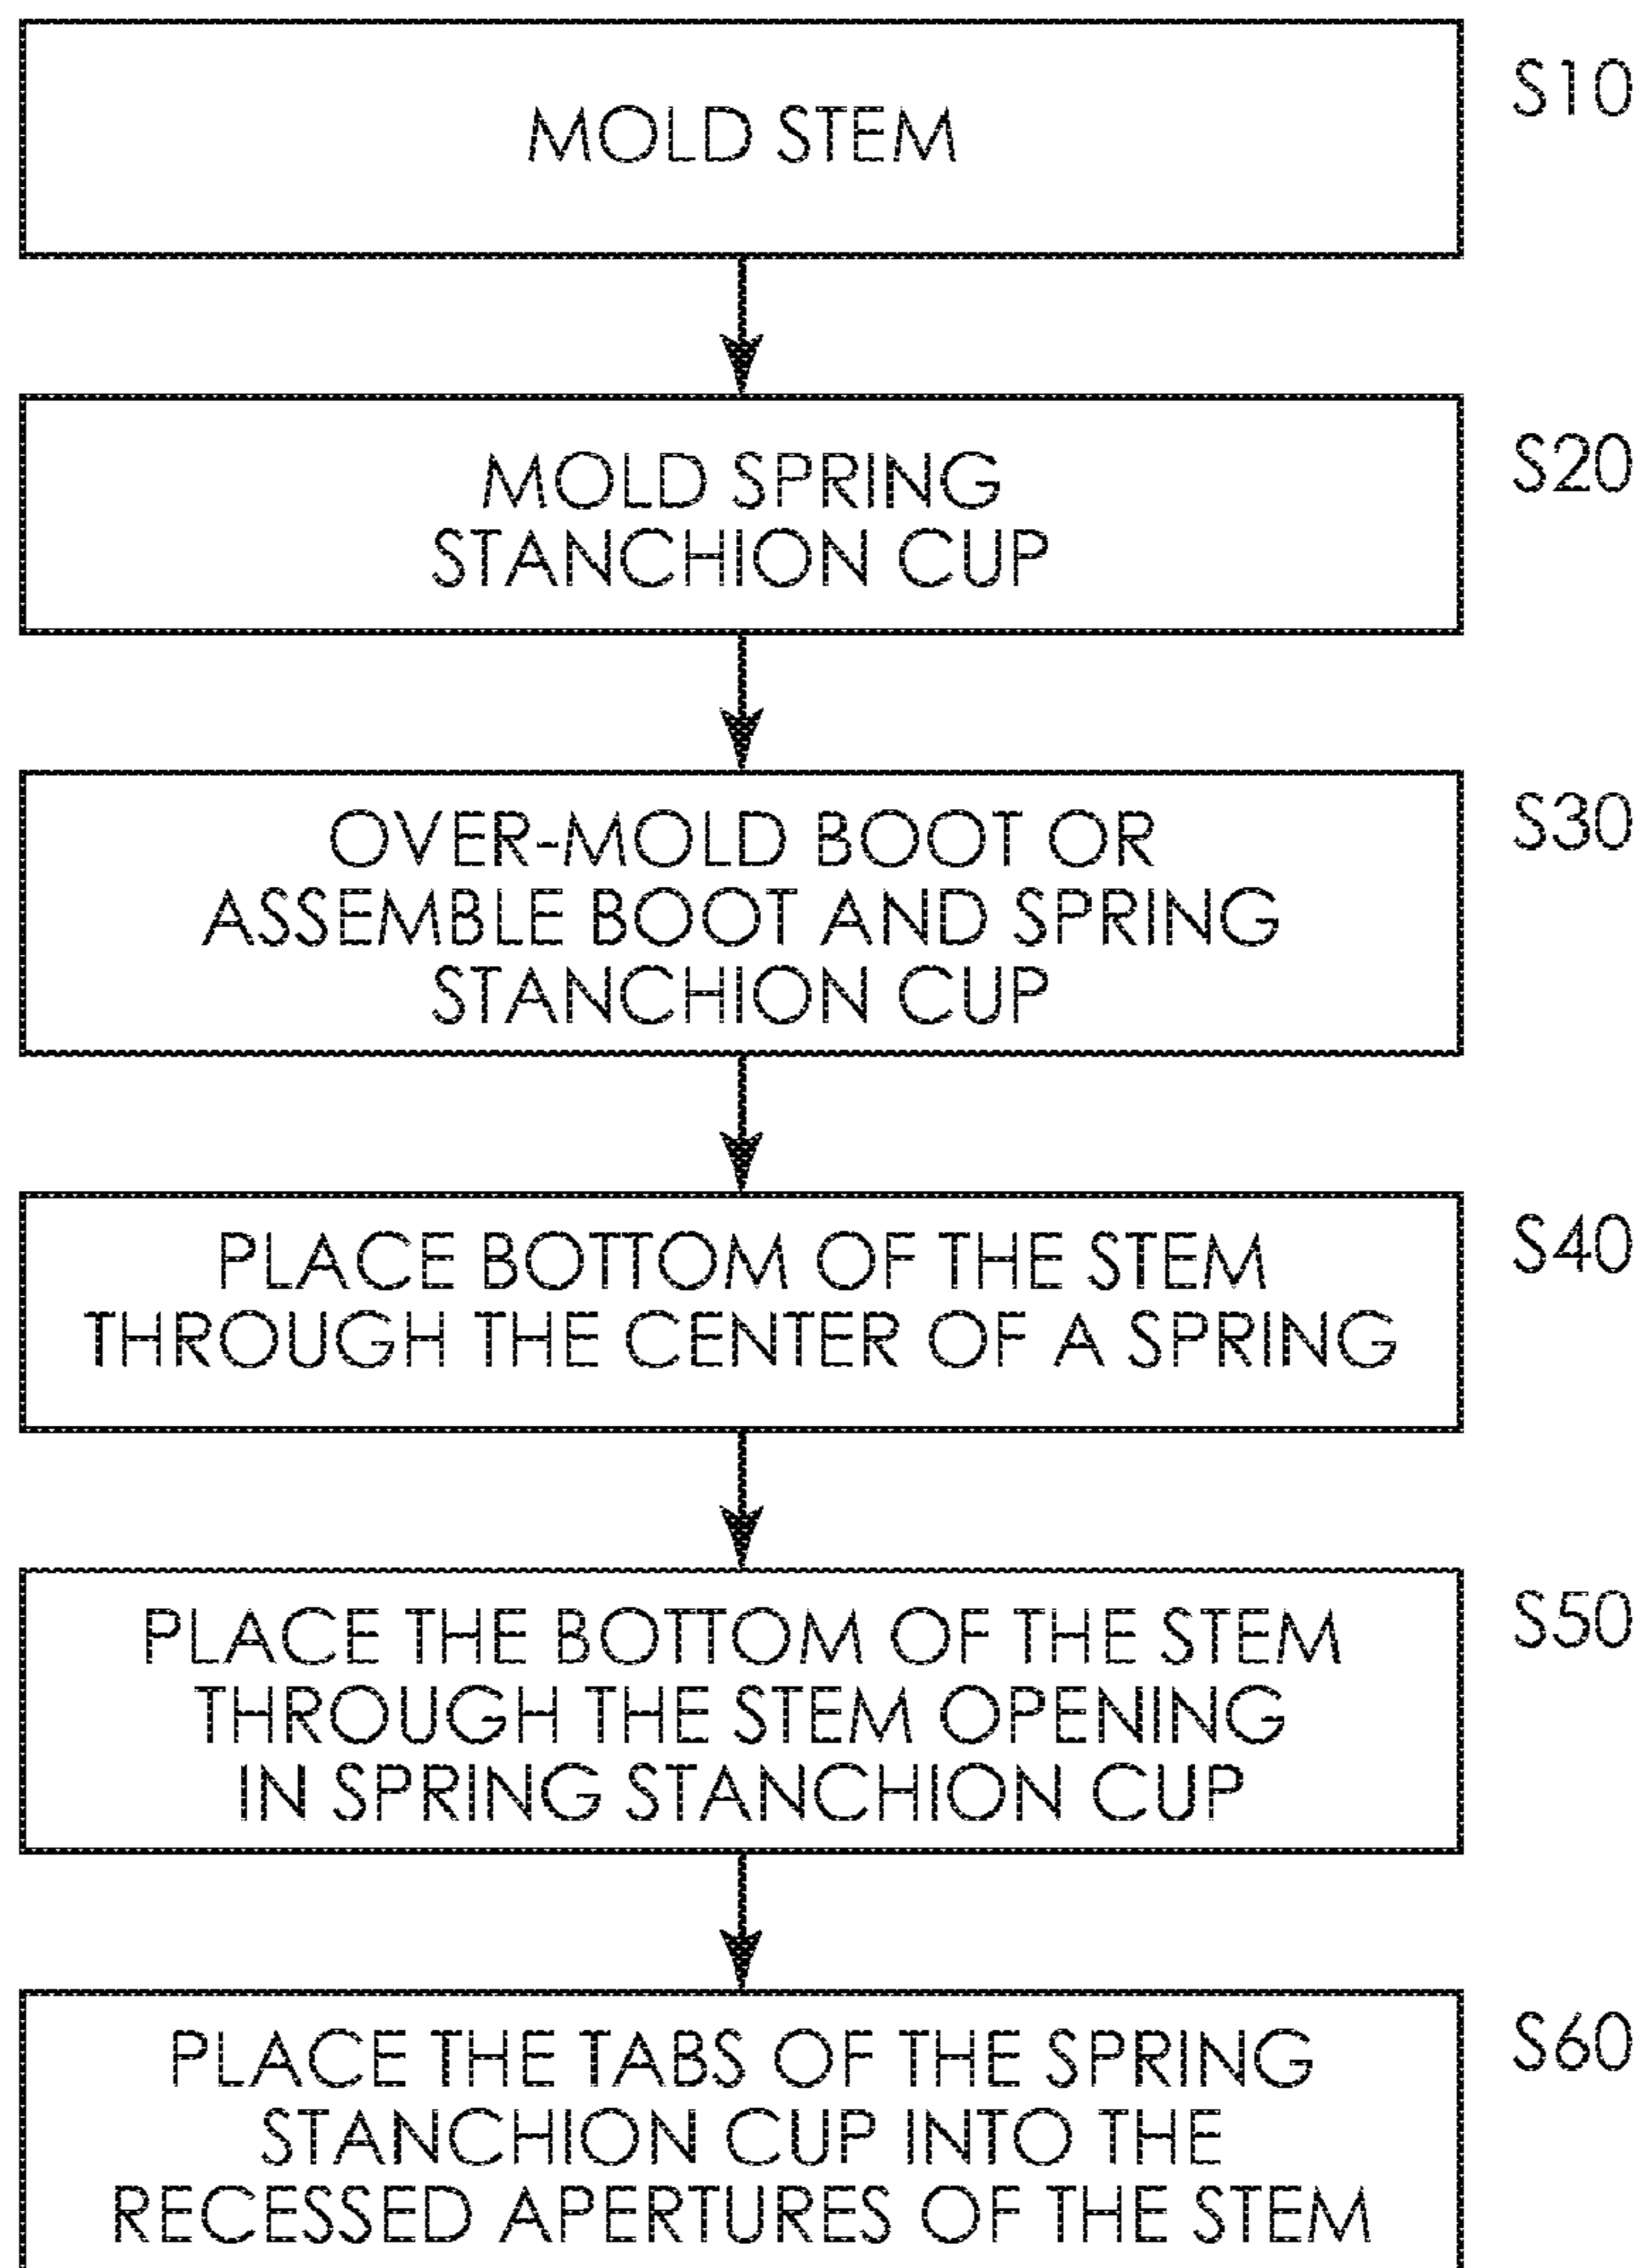 MOLD STEM
S10
MOLD SPRING
STANCHION CUP
S20
OVER-MOLD BOOT OR
ASSEMBLE BOOT AND SPRING
STANCHION CUP
S30
PLACE BOTTOM OF THE STEM
THROUGH THE CENTER OF A SPRING
S40
PLACE THE BOTTOM OF THE STEM
THROUGH THE STEM OPENING
IN SPRING STANCHION CUP
S50
PLACE THE TABS OF THE SPRING
STANCHION CUP INTO THE
RECESSED APERTURES OF THE STEM
S60